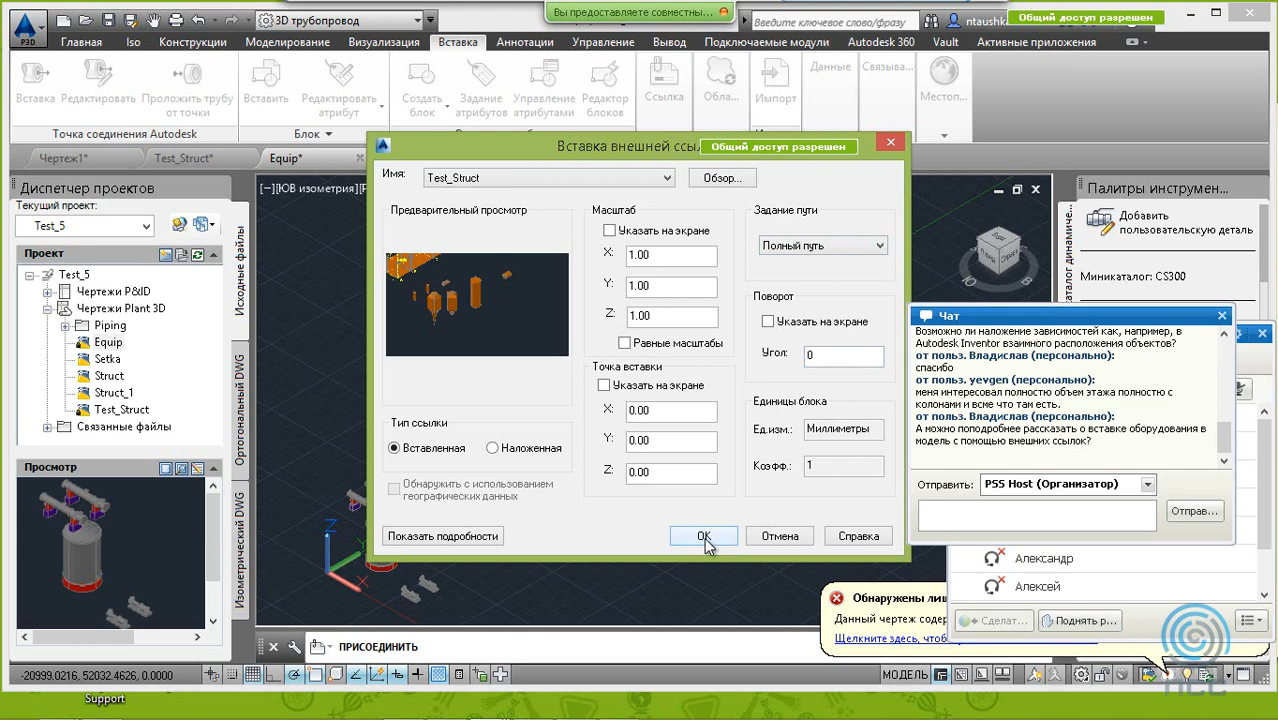 3D трубопровод
Вы предоставляете совместны...
Введите ключевое слово/фразу
ntaushk
Общий доступ разрешен
P3D
Главная
Iso
Конструкции
Моделирование
Визуализация
Вставка
Аннотации
Управление
Вывод
Подключаемые модули
Autodesk 360
Vault
Активные приложения
Вставка
Редактировать
Проложить трубу
от точки
Вставить
Редактировать
атрибут
Создать
блок
Задание
атрибутов
Управление
атрибутами
Редактор
блоков
Ссылка
Обла...
Импорт
Данные
Связыва...
Местоп...
Точка соединения Autodesk
Блок
Чертеж1*
Test_Struct*
Equip*
Диспетчер проектов
Текущий проект:
Test_5
Проект
Test_5
Чертежи P&ID
Чертежи Plant 3D
Piping
Equip
Setka
Struct
Struct_1
Test_Struct
Связанные файлы
Исходные файлы
Ортогональный DWG
Изометрический DWG
Просмотр
[−][ЮВ изометрия]
Вставка внешней ссы
Общий доступ разрешен
Имя:
Test_Struct
Обзор...
Предварительный просмотр
Масштаб
Указать на экране
X:
1.00
Y:
1.00
Z:
1.00
Равные масштабы
Точка вставки
Указать на экране
X:
0.00
Y:
0.00
Z:
0.00
Задание пути
Полный путь
Поворот
Указать на экране
Угол:
0
Единицы блока
Ед.изм.:
Миллиметры
Коэфф.:
1
Тип ссылки
Вставленная
Наложенная
Обнаружить с использованием
географических данных
Показать подробности
OK
Отмена
Справка
Палитры инструмен...
Добавить
пользовательскую деталь
Миникаталог: CS300
Чат
Возможно ли наложение зависимостей как, например, в
Autodesk Inventor взаимного расположения объектов?
от польз. Владислав (персонально):
спасибо
от польз. yevgen (персонально):
меня интересовал полностью объем этажа полностью с
колонами и всме что там есть.
от польз. Владислав (персонально):
А можно поподробнее рассказать о вставке оборудования в
модель с помощью внешних ссылок?
Отправить:
PSS Host (Организатор)
Отправ...
Александр
Алексей
Сделат...
Поднять р...
Обнаружены лиш
Данный чертеж содер
Щелкните здесь, чтоб
Z
Y
X
ПРИСОЕДИНИТЬ
-20999.0216, 52032.4626, 0.0000
МОДЕЛЬ
Support